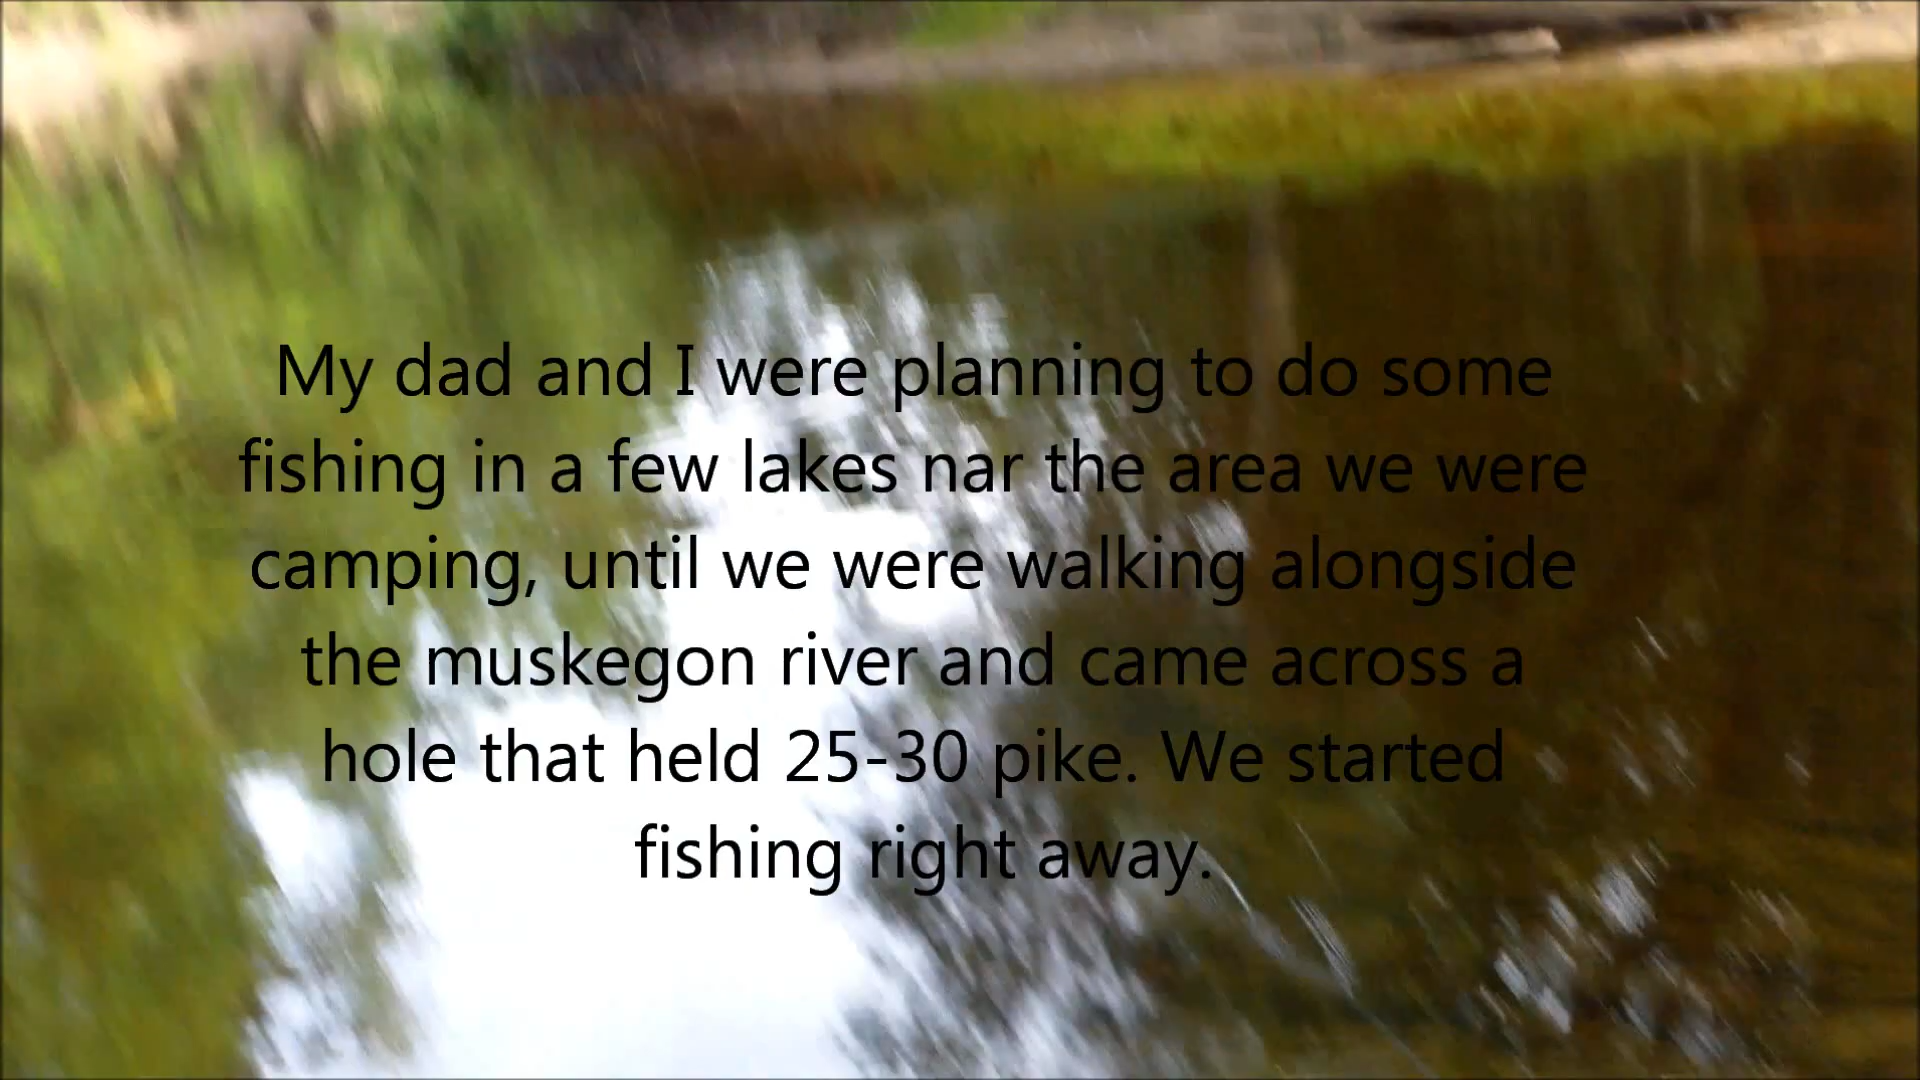 My dad and I were planning to do some
fishing in a few lakes nar the area we were
camping, until we were walking alongside
the muskegon river and came across a
hole that held 25-30 pike. We started
fishing right away.